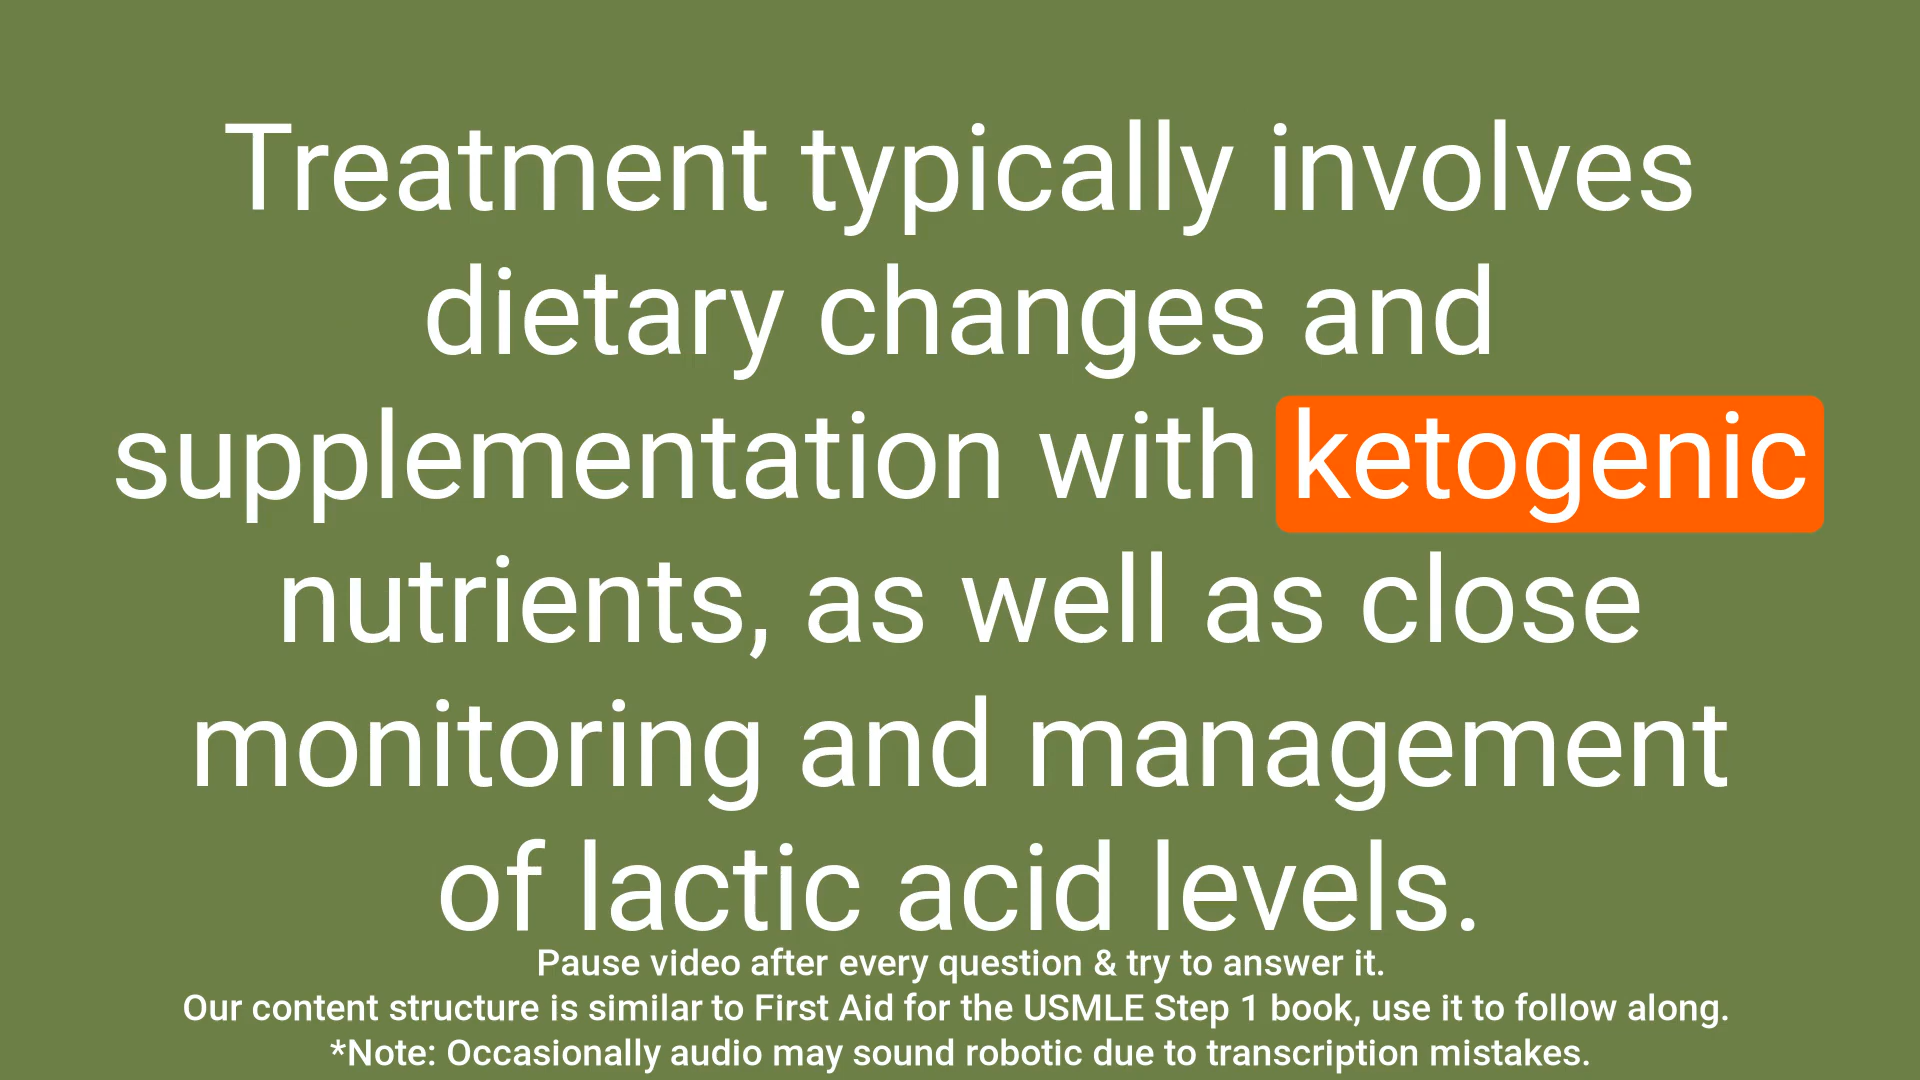 Treatment typically involves
dietary changes and
supplementation with ketogenic
nutrients, as well as close
monitoring and management
of lactic acid levels.
Pause video after every question & try to answer it.
Our content structure is similar to First Aid for the USMLE Step 1 book, use it to follow along.
*Note: Occasionally audio may sound robotic due to transcription mistakes.